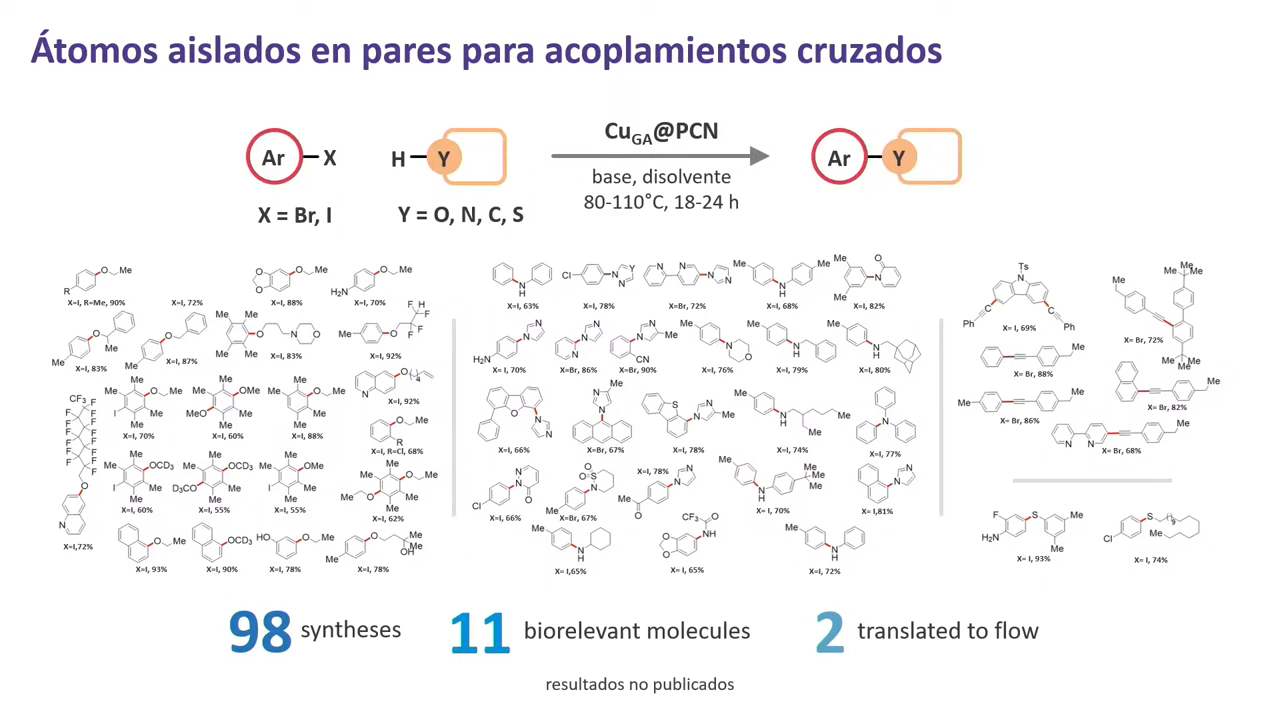 Átomos aislados en pares para acoplamientos cruzados
Ar X H Y
X = Br, I
Y = O, N, C, S
CuGA@PCN
base, disolvente
80-110°C, 18-24 h
Ar Y
X=I, R=Me, 90%
X=I, 72%
X=I, 88%
X=I, 70%
X=I, 83%
X=I, 87%
X=I, 83%
X=I, 92%
X=I, 92%
X=I, 70%
X=I, 60%
X=I, 88%
X=I, R=Cl, 68%
X=I, 60%
X=I, 55%
X=I, 55%
X=I, 62%
X=I,72%
X=I, 93%
X=I, 90%
X=I, 78%
X=I, 78%
X=I, 63%
X=I, 78%
X=Br, 72%
X=I, 68%
X=I, 82%
X= I, 70%
X=Br, 86%
X=Br, 90%
X=I, 76%
X=I, 79%
X=I, 80%
X=I, 66%
X=Br, 67%
X=I, 78%
X=I, 74%
X=I, 77%
X=I, 66%
X=Br, 67%
X=I, 78%
X=I, 70%
X=I,81%
X= I,65%
X= I, 65%
X= I, 72%
X= I, 69%
X= Br, 72%
X= Br, 88%
X= Br, 82%
X= Br, 86%
X= Br, 68%
X= I, 93%
X= I, 74%
98 syntheses
11 biorelevant molecules
2 translated to flow
resultados no publicados